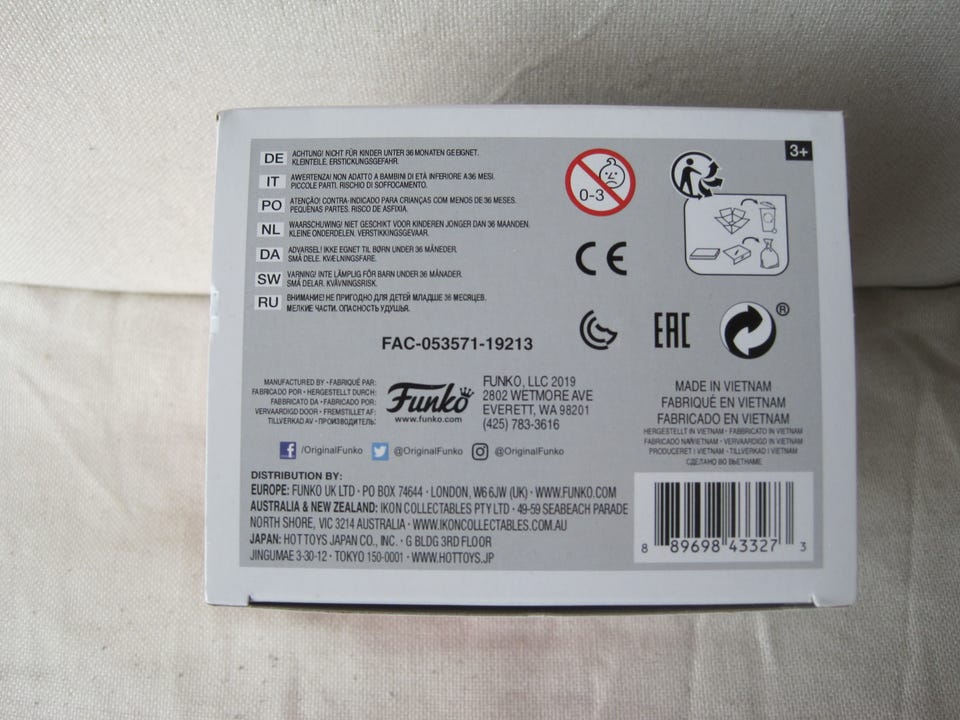 3+
DE ACHTUNG! NICHT FÜR KINDER UNTER 36 MONATEN GEEIGNET.
KLEINTEILE. ERSTICKUNGSGEFAHR.
IT AWERTENZA! NON ADATTO A BAMBINI DI ETÀ INFERIORE A 36 MESI.
PICCOLE PARTI. RISCHIO DI SOFFOCAMENTO.
PO ATENÇÃO! CONTRA-INDICADO PARA CRIANÇAS COM MENOS DE 36 MESES.
PEQUENAS PARTES. RISCO DE ASFIXIA.
NL WAARSCHUWING! NIET GESCHIKT VOOR KINDEREN JONGER DAN 36 MAANDEN.
KLEINE ONDERDELEN. VERSTIKKINGSGEVAAR.
DA ADVARSEL! IKKE EGNET TIL BØRN UNDER 36 MÅNEDER.
SMÅ DELE. KVÆLNINGSFARE.
SW VARNING! INTE LÄMPLIG FÖR BARN UNDER 36 MÅNADER.
SMÅ DELAR. KVÄVNINGSRISK.
RU ВНИМАНИЕ! НЕ ПРИГОДНО ДЛЯ ДЕТЕЙ МЛАДШЕ 36 МЕСЯЦЕВ.
МЕЛКИЕ ЧАСТИ. ОПАСНОСТЬ УДУШЬЯ.
0-3
CE
EAC
®
FAC-053571-19213
MANUFACTURED BY • FABRIQUÉ PAR:
FABRICADO POR • HERGESTELLT DURCH:
FABBRICATO DA • FABRICADO POR:
VERVAARDIGD DOOR • FREMSTILLET AF:
TILLVERKAD AV • ПРОИЗВОДИТЕЛЬ:
Funko
www.funko.com
FUNKO, LLC 2019
2802 WETMORE AVE
EVERETT, WA 98201
(425) 783-3616
MADE IN VIETNAM
FABRIQUÉ EN VIETNAM
FABRICADO EN VIETNAM
HERGESTELLT IN VIETNAM • FABBRICATO IN VIETNAM
FABRICADO NA VIETNAM • VERVAARDIGD IN VIETNAM
PRODUCERET I VIETNAM • TILLVERKAD I VIETNAM
СДЕЛАНО ВО ВЬЕТНАМЕ
/OriginalFunko @OriginalFunko @OriginalFunko
DISTRIBUTION BY:
EUROPE: FUNKO UK LTD • PO BOX 74644 • LONDON, W6 6JW (UK) • WWW.FUNKO.COM
AUSTRALIA & NEW ZEALAND: IKON COLLECTABLES PTY LTD • 49-59 SEABEACH PARADE
NORTH SHORE, VIC 3214 AUSTRALIA • WWW.IKONCOLLECTABLES.COM.AU
JAPAN: HOT TOYS JAPAN CO., INC. • G BLDG 3RD FLOOR
JINGUMAE 3-30-12 • TOKYO 150-0001 • WWW.HOTTOYS.JP
8 89698 43327 3